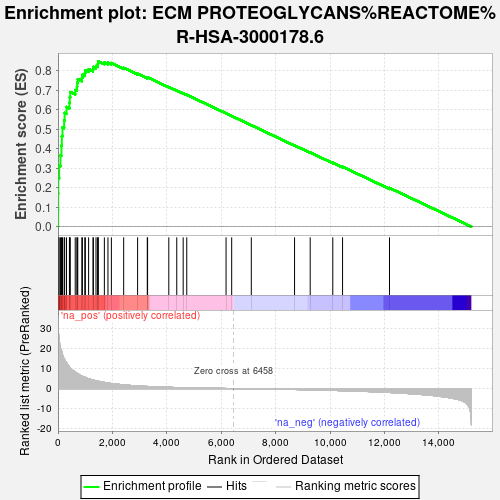 Enrichment plot: ECM PROTEOGLYCANS%REACTOME%
R-HSA-3000178.6
Enrichment score (ES)
0.8
0.7
0.6
0.5
0.4
0.3
0.2
0.1
0.0
'na_pos' (positively correlated)
Ranked list metric (PreRanked)
30
20
10
0
-10
-20
Zero cross at 6458
'na_neg' (negatively correlated)
0 2,000 4,000 6,000 8,000 10,000 12,000 14,000
Rank in Ordered Dataset
Enrichment profile Hits Ranking metric scores